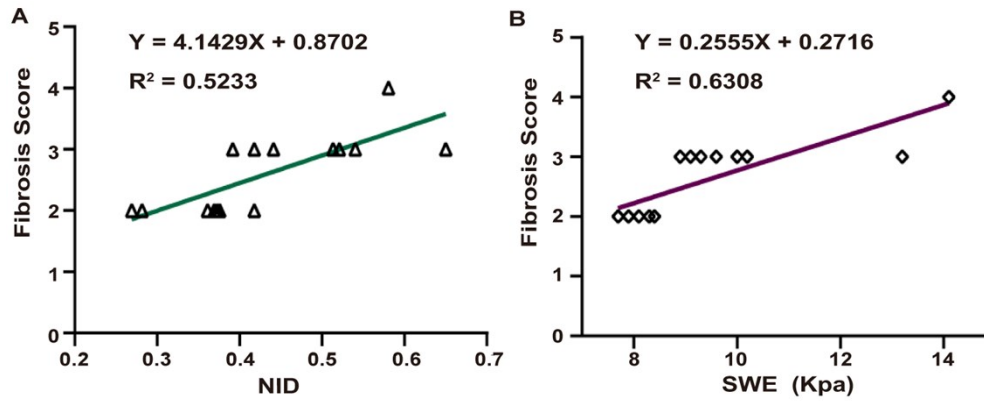 A
Y = 4.1429X + 0.8702
R² = 0.5233
Fibrosis Score
5
4
3
2
1
0
0.2 0.3 0.4 0.5 0.6 0.7
NID
B
Y = 0.2555X + 0.2716
R² = 0.6308
Fibrosis Score
5
4
3
2
1
0
8 10 12 14
SWE (Kpa)